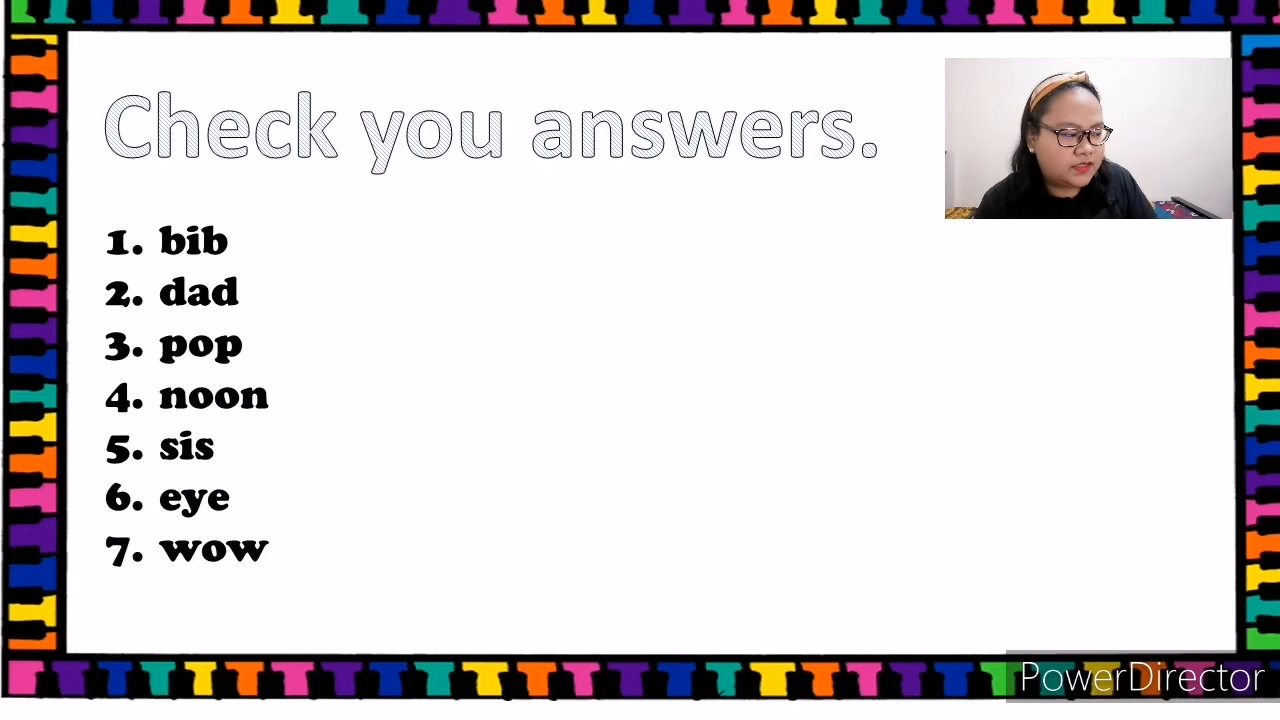 Check you answers.
1. bib
2. dad
3. pop
4. noon
5. sis
6. eye
7. wow
PowerDirector